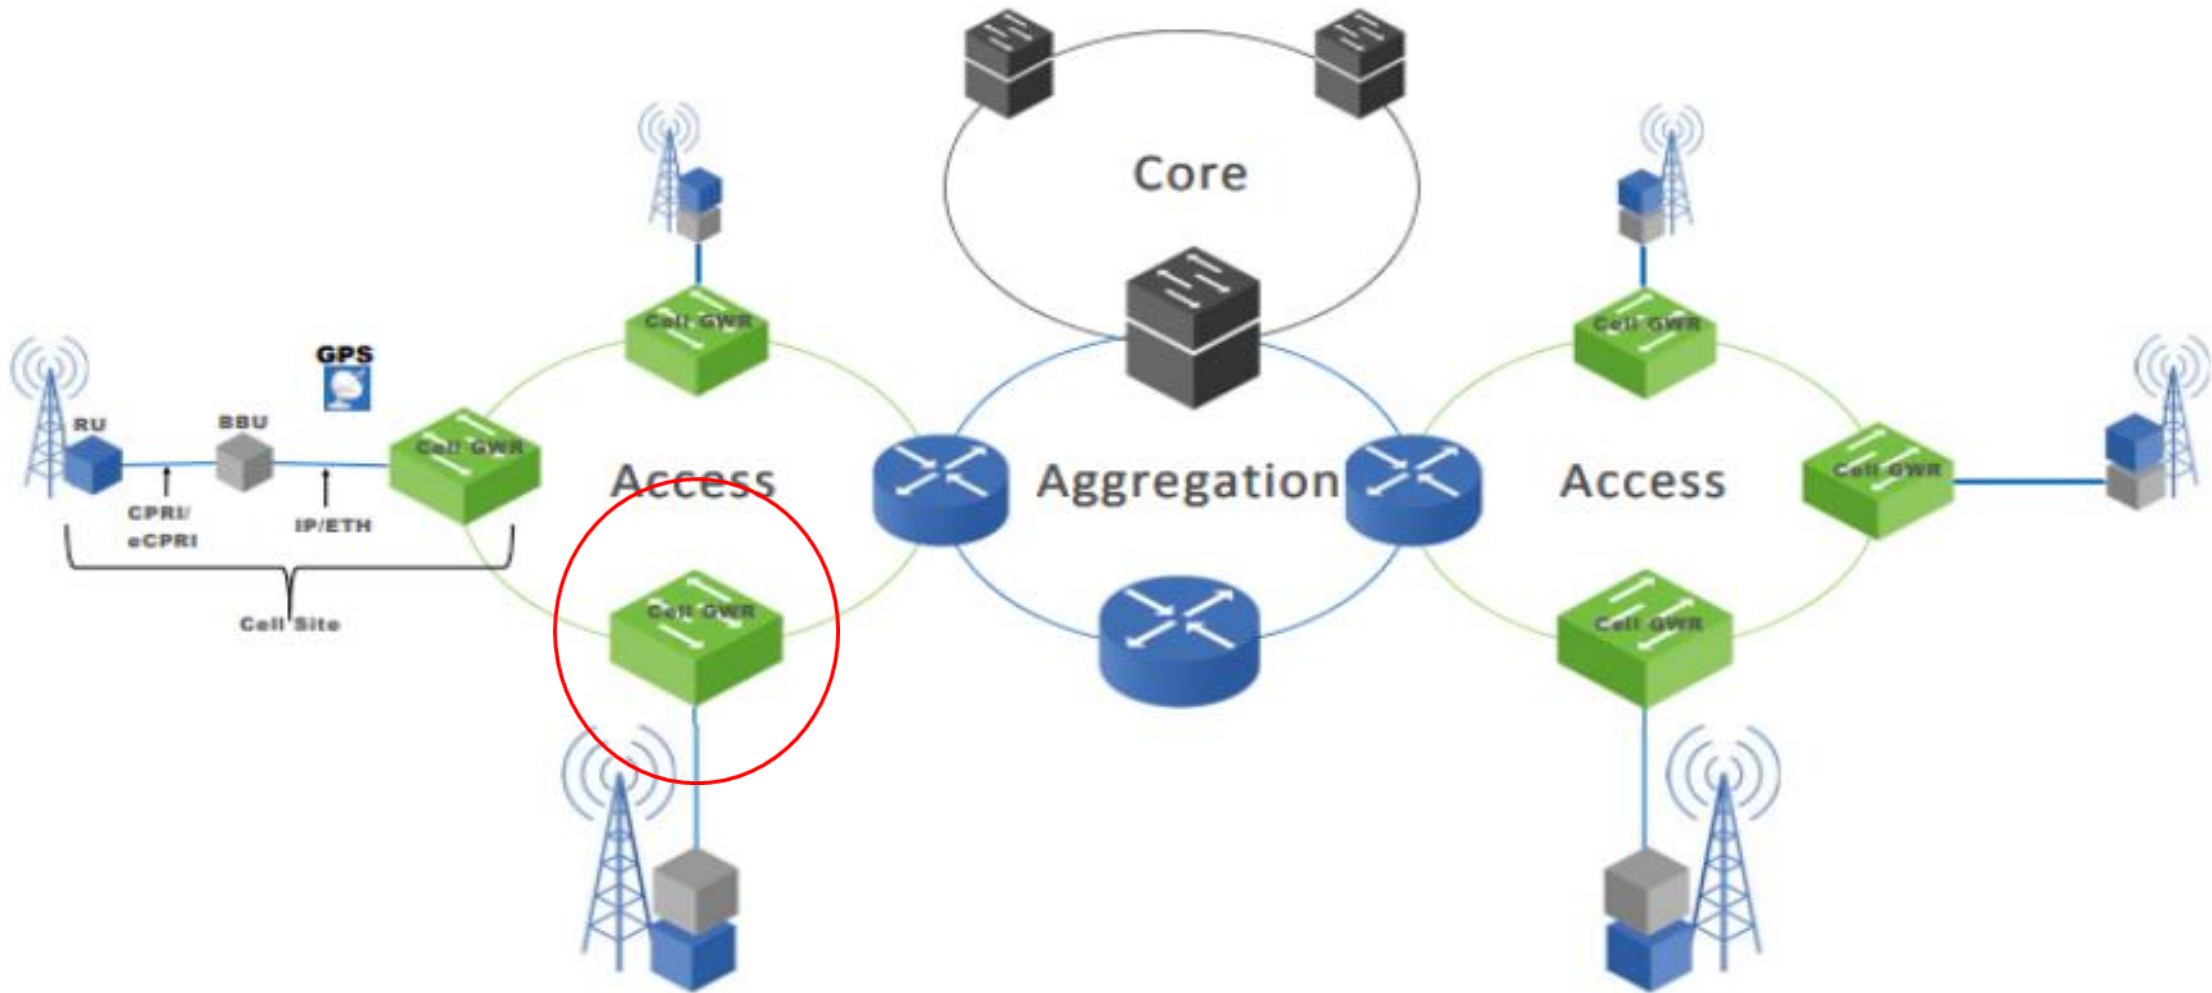 Core
Cell GWR
Cell GWR
GPS
RU
BBU
Cell GWR
Access
Aggregation
Access
Cell GWR
CPRI/
eCPRI
IP/ETH
Cell Site
Cell GWR
Cell GWR